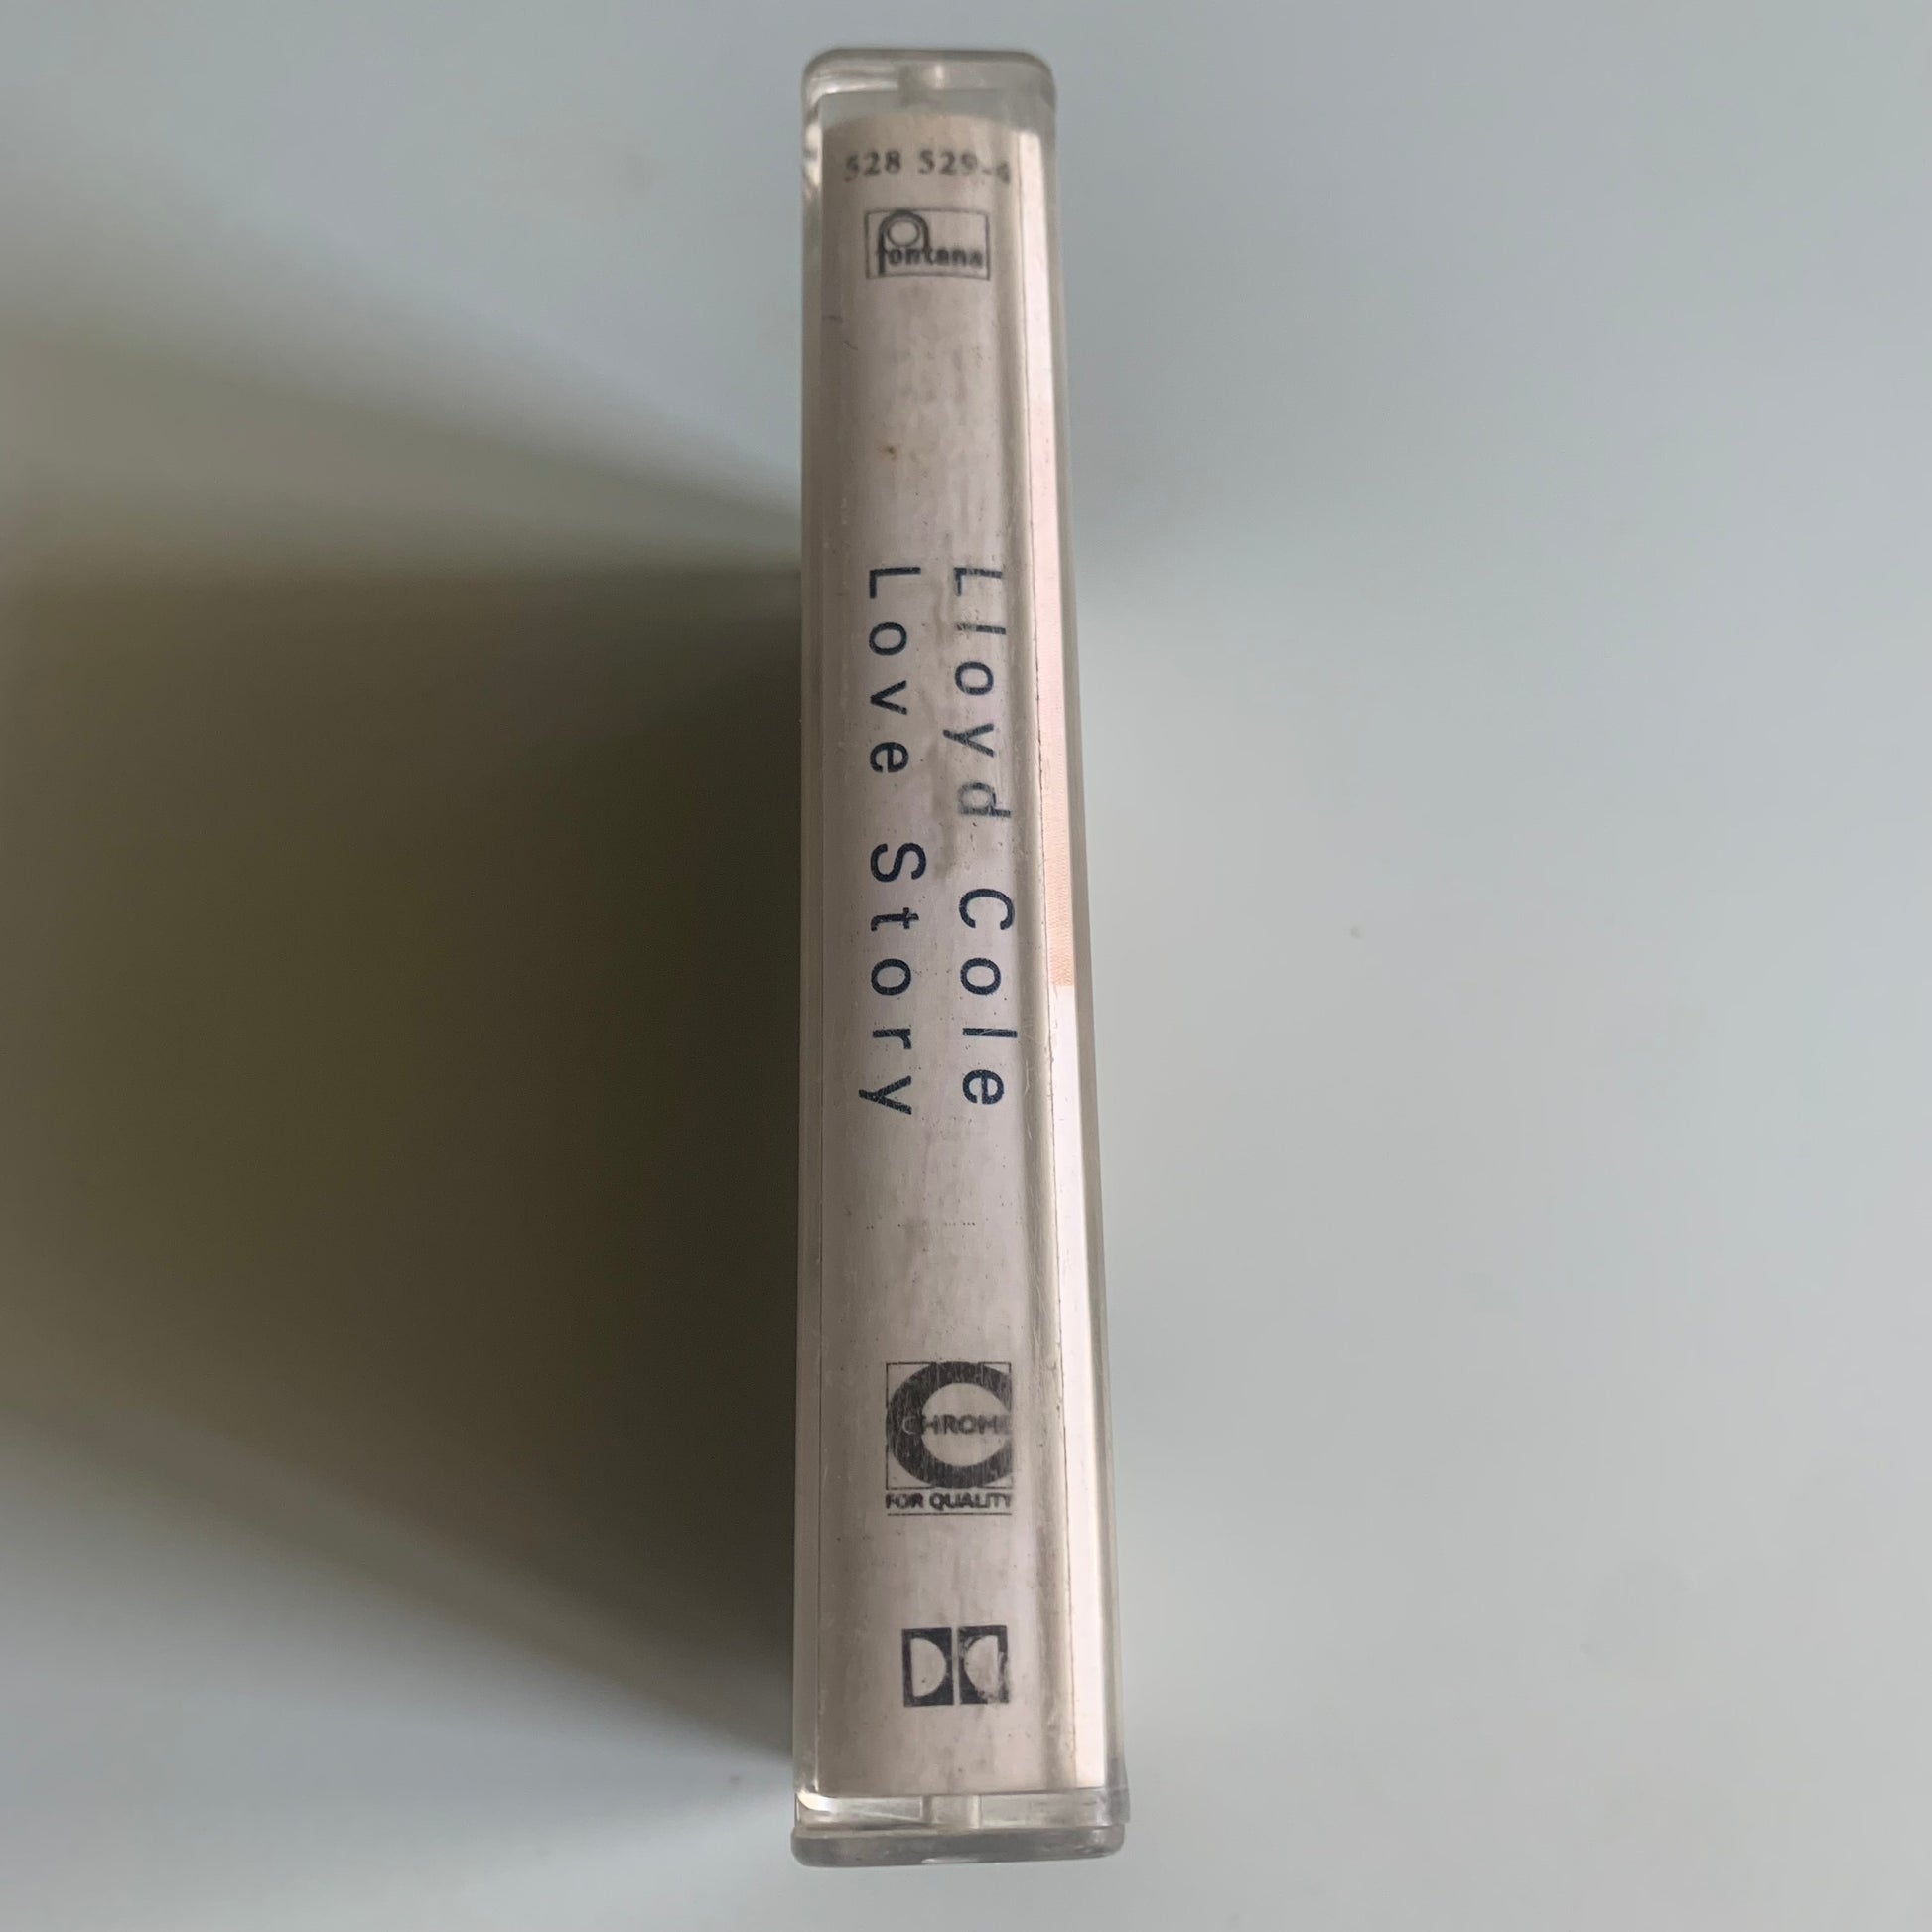 528 529-4
fontana
Lloyd Cole
Love Story
CHROME
FOR QUALITY